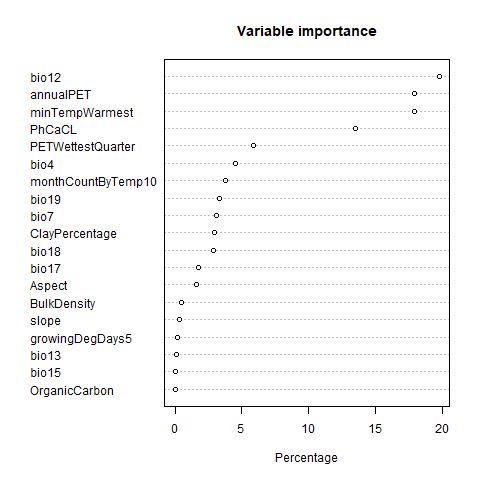 Variable importance
bio12
annualPET
minTempWarmest
PhCaCL
PETWettestQuarter
bio4
monthCountByTemp10
bio19
bio7
ClayPercentage
bio18
bio17
Aspect
BulkDensity
slope
growingDegDays5
bio13
bio15
OrganicCarbon
0 5 10 15 20
Percentage